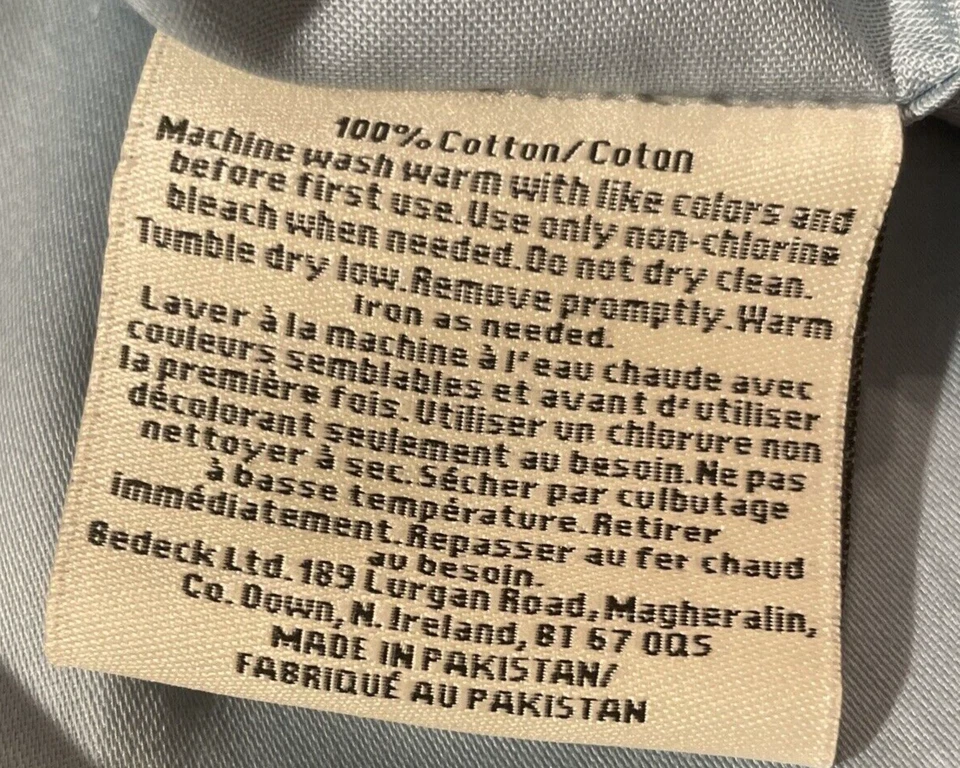 100% Cotton/Coton
Machine wash warm with like colors and
before first use. Use only non-chlorine
bleach when needed. Do not dry clean.
Tumble dry low. Remove promptly. Warm
iron as needed.
Laver à la machine à l'eau chaude avec
couleurs semblables et avant d'utiliser
la première fois. Utiliser un chlorure non
décolorant seulement au besoin. Ne pas
nettoyer à sec. Sécher par culbutage
à basse température. Retirer
immédiatement. Repasser au fer chaud
au besoin.
Bedeck Ltd. 189 Lurgan Road, Magheralin,
Co. Down, N. Ireland, BT 67 0QS
MADE IN PAKISTAN/
FABRIQUÉ AU PAKISTAN